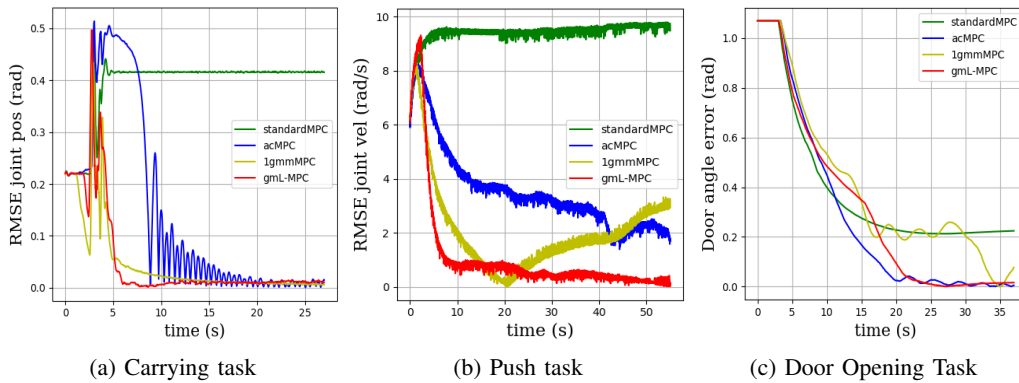 RMSE joint pos (rad)
0.5
0.4
0.3
0.2
0.1
0.0
standardMPC
acMPC
1gmmMPC
gmL-MPC
0 5 10 15 20 25
time (s)
(a) Carrying task
RMSE joint vel (rad/s)
10
8
6
4
2
0
standardMPC
acMPC
1gmmMPC
gmL-MPC
0 10 20 30 40 50
time (s)
(b) Push task
Door angle error (rad)
1.0
0.8
0.6
0.4
0.2
0.0
standardMPC
acMPC
1gmmMPC
gmL-MPC
0 5 10 15 20 25 30 35
time (s)
(c) Door Opening Task